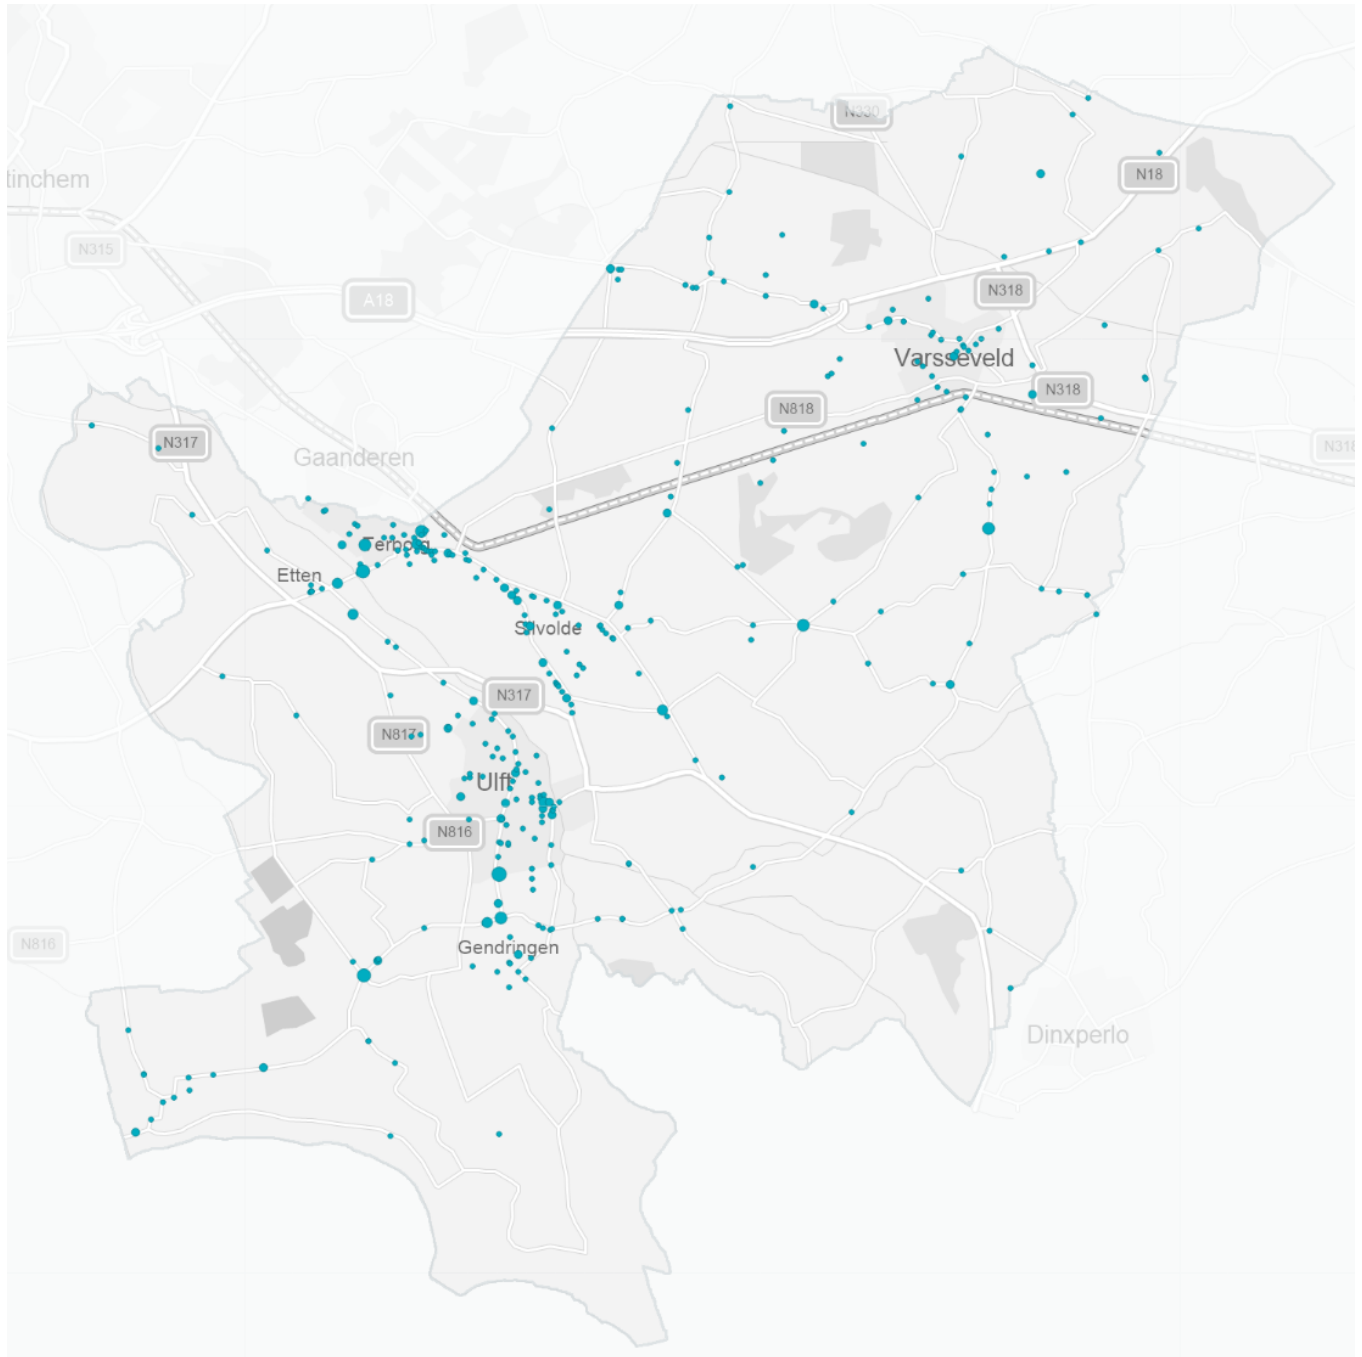 N330
tinchem
N18
N315
A18
N318
Varsseveld
N318
N818
N317
Gaanderen
N318
Terborg
Etten
Silvolde
N317
N817
Ulft
N816
N816
Gendringen
Dinxperlo